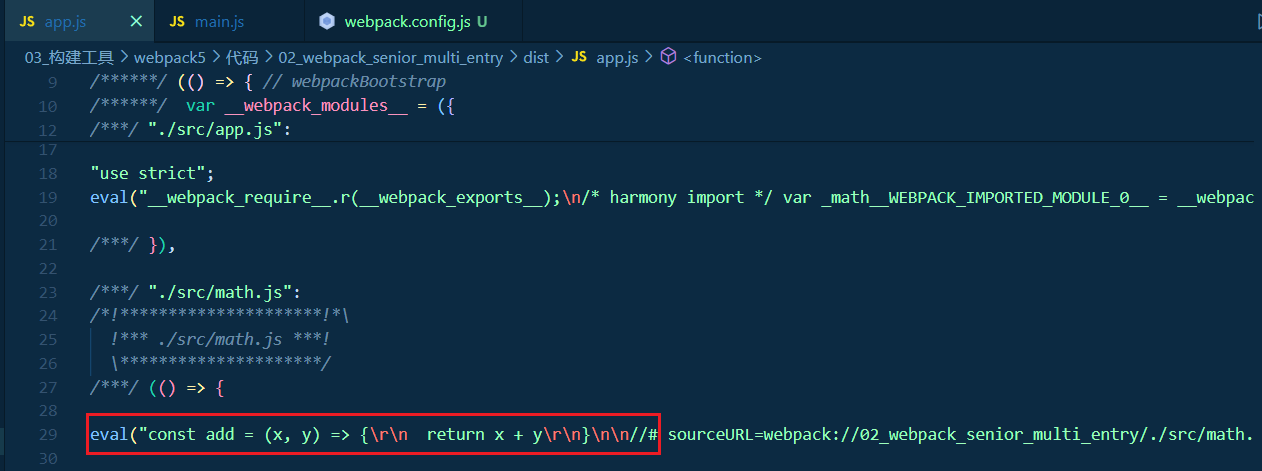 JS app.js × JS main.js webpack.config.js U
03_构建工具 > webpack5 > 代码 > 02_webpack_senior_multi_entry > dist > JS app.js > <function>
9 /******/ (() => { // webpackBootstrap
10 /******/  var __webpack_modules__ = ({
12 /***/ "./src/app.js":
17
18 "use strict";
19 eval("__webpack_require__.r(__webpack_exports__);\n/* harmony import */ var _math__WEBPACK_IMPORTED_MODULE_0__ = __webpac
20
21 /***/ }),
22
23 /***/ "./src/math.js":
24 /*!*********************!*\
25   !*** ./src/math.js ***!
26   \*********************/
27 /***/ (() => {
28
29 eval("const add = (x, y) => {\r\n  return x + y\r\n}\n\n//# sourceURL=webpack://02_webpack_senior_multi_entry/./src/math.
30